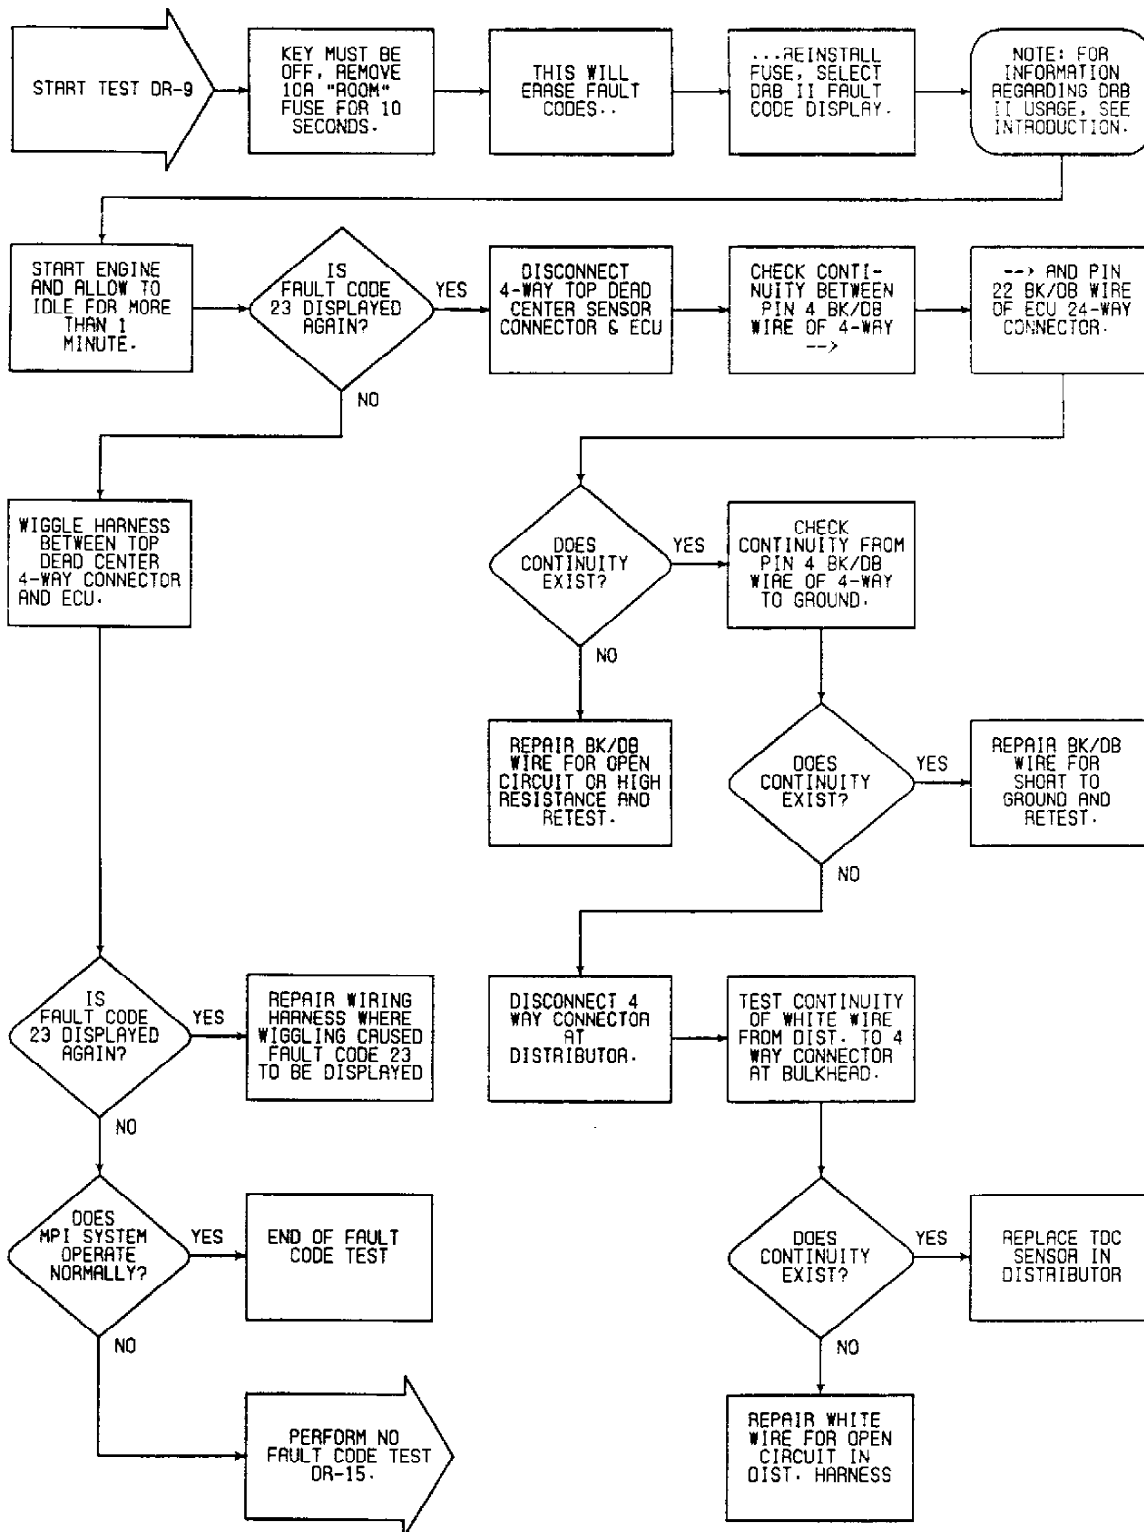 START TEST DR-9
KEY MUST BE
OFF, REMOVE
10A "ROOM"
FUSE FOR 10
SECONDS.
THIS WILL
ERASE FAULT
CODES..
...REINSTALL
FUSE, SELECT
DRB II FAULT
CODE DISPLAY.
NOTE: FOR
INFORMATION
REGARDING DRB
II USAGE, SEE
INTRODUCTION.
START ENGINE
AND ALLOW TO
IDLE FOR MORE
THAN 1
MINUTE.
IS
FAULT CODE
23 DISPLAYED
AGAIN?
YES
NO
DISCONNECT
4-WAY TOP DEAD
CENTER SENSOR
CONNECTOR & ECU
CHECK CONTI-
NUITY BETWEEN
PIN 4 BK/DB
WIRE OF 4-WAY
-->
--> AND PIN
22 BK/DB WIRE
OF ECU 24-WAY
CONNECTOR.
WIGGLE HARNESS
BETWEEN TOP
DEAD CENTER
4-WAY CONNECTOR
AND ECU.
DOES
CONTINUITY
EXIST?
YES
NO
CHECK
CONTINUITY FROM
PIN 4 BK/DB
WIRE OF 4-WAY
TO GROUND.
REPAIR BK/DB
WIRE FOR OPEN
CIRCUIT OR HIGH
RESISTANCE AND
RETEST.
DOES
CONTINUITY
EXIST?
YES
NO
REPAIR BK/DB
WIRE FOR
SHORT TO
GROUND AND
RETEST.
IS
FAULT CODE
23 DISPLAYED
AGAIN?
YES
NO
REPAIR WIRING
HARNESS WHERE
WIGGLING CAUSED
FAULT CODE 23
TO BE DISPLAYED
DISCONNECT 4
WAY CONNECTOR
AT
DISTRIBUTOR.
TEST CONTINUITY
OF WHITE WIRE
FROM DIST. TO 4
WAY CONNECTOR
AT BULKHEAD.
DOES
MPI SYSTEM
OPERATE
NORMALLY?
YES
NO
END OF FAULT
CODE TEST
DOES
CONTINUITY
EXIST?
YES
NO
REPLACE TDC
SENSOR IN
DISTRIBUTOR
PERFORM NO
FAULT CODE TEST
DR-15.
REPAIR WHITE
WIRE FOR OPEN
CIRCUIT IN
DIST. HARNESS